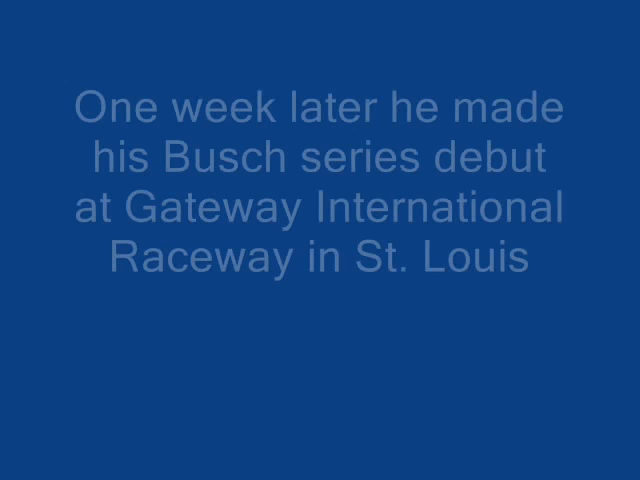 One week later he made
his Busch series debut
at Gateway International
Raceway in St. Louis